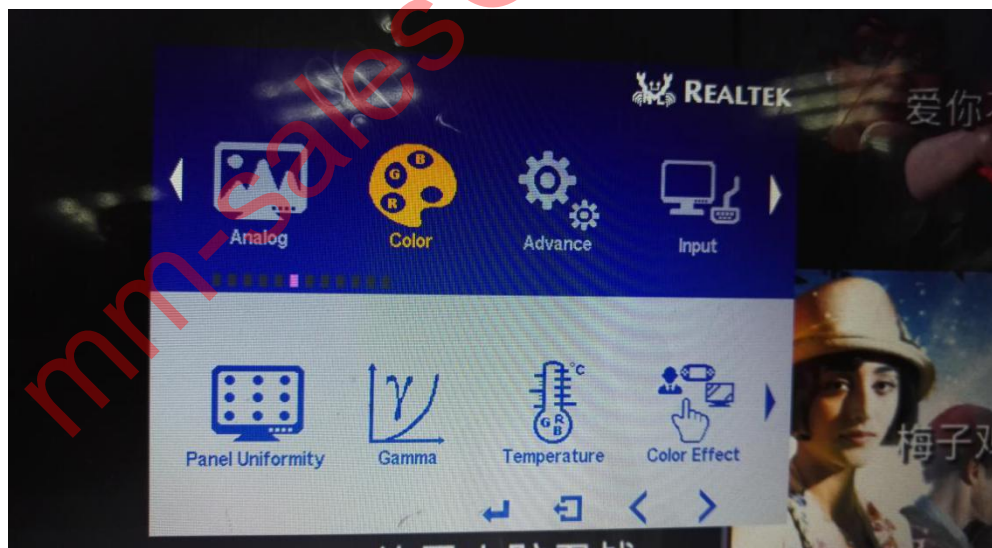 mm-sales
REALTEK
爱你
Analog
Color
Advance
Input
B
G
R
γ
°C
G R
B
梅子
Panel Uniformity
Gamma
Temperature
Color Effect